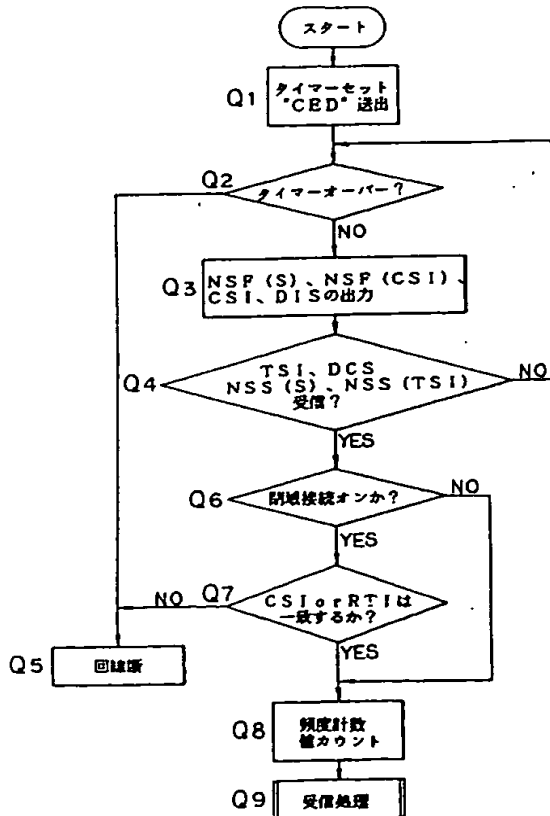 スタート
Q1
タイマーセット
"CED" 送出
Q2
タイマーオーバー?
NO
Q3
NSF (S)、NSF (CSI)、
CSI、DISの出力
Q4
TSI、DCS
NSS (S)、NSS (TSI)
受信?
NO
YES
Q6
閉域接続オンか?
NO
YES
Q7
CSIorRTIは
一致するか?
NO
YES
Q5
回線断
Q8
頻度計数
値カウント
Q9
受信処理